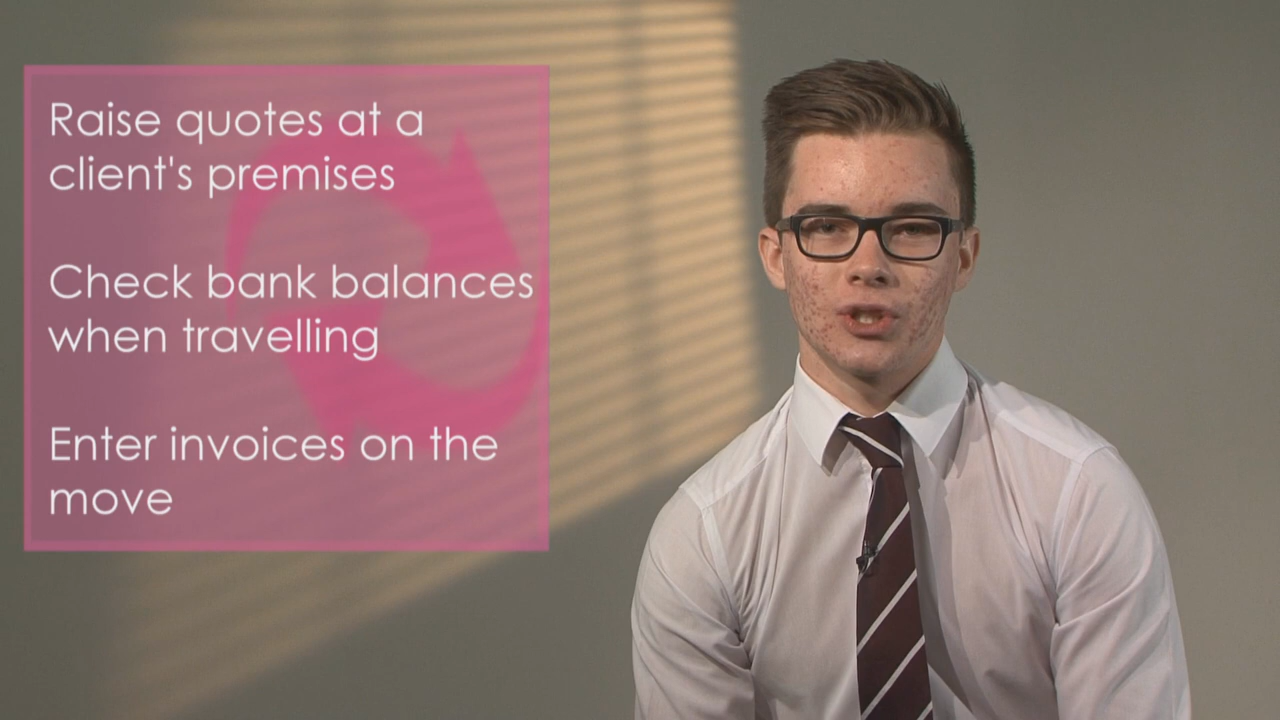 Raise quotes at a
client's premises
Check bank balances
when travelling
Enter invoices on the
move